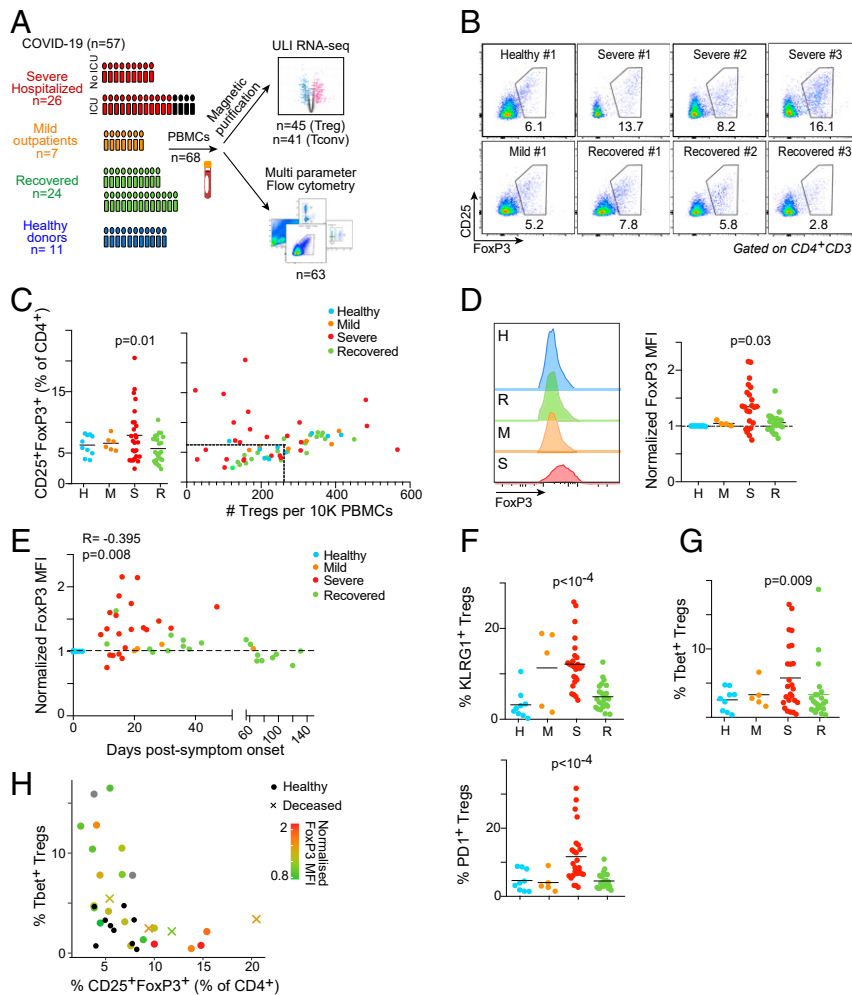 A
COVID-19 (n=57)
Severe
Hospitalized
n=26
No ICU
ICU
Mild
outpatients
n=7
Recovered
n=24
Healthy
donors
n= 11
PBMCs
n=68
Magnetic
purification
ULI RNA-seq
n=45 (Treg)
n=41 (Tconv)
Multi parameter
Flow cytometry
n=63
B
Healthy #1
6.1
Severe #1
13.7
Severe #2
8.2
Severe #3
16.1
Mild #1
5.2
Recovered #1
7.8
Recovered #2
5.8
Recovered #3
2.8
CD25
FoxP3
Gated on CD4+CD3
C
CD25+FoxP3+ (% of CD4+)
p=0.01
15
5
0
H M S R
Healthy
Mild
Severe
Recovered
0 200 400 600
# Tregs per 10K PBMCs
D
H
R
M
S
FoxP3
Normalized FoxP3 MFI
p=0.03
2
1
0
H M S R
E
R= -0.395
p=0.008
Normalized FoxP3 MFI
2
1
0
Healthy
Mild
Severe
Recovered
0 20 40 60 100 140
Days post-symptom onset
F
p<10-4
% KLRG1+ Tregs
20
0
H M S R
p<10-4
% PD1+ Tregs
20
0
H M S R
G
p=0.009
% Tbet+ Tregs
10
0
H M S R
H
Healthy
Deceased
2
0.8
Normalised
FoxP3 MFI
% Tbet+ Tregs
10
0
5 10 15 20
% CD25+FoxP3+ (% of CD4+)